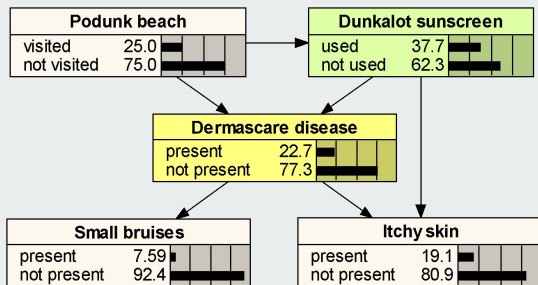 Podunk beach
visited 25.0
not visited 75.0
Dunkalot sunscreen
used 37.7
not used 62.3
Dermascare disease
present 22.7
not present 77.3
Small bruises
present 7.59
not present 92.4
Itchy skin
present 19.1
not present 80.9